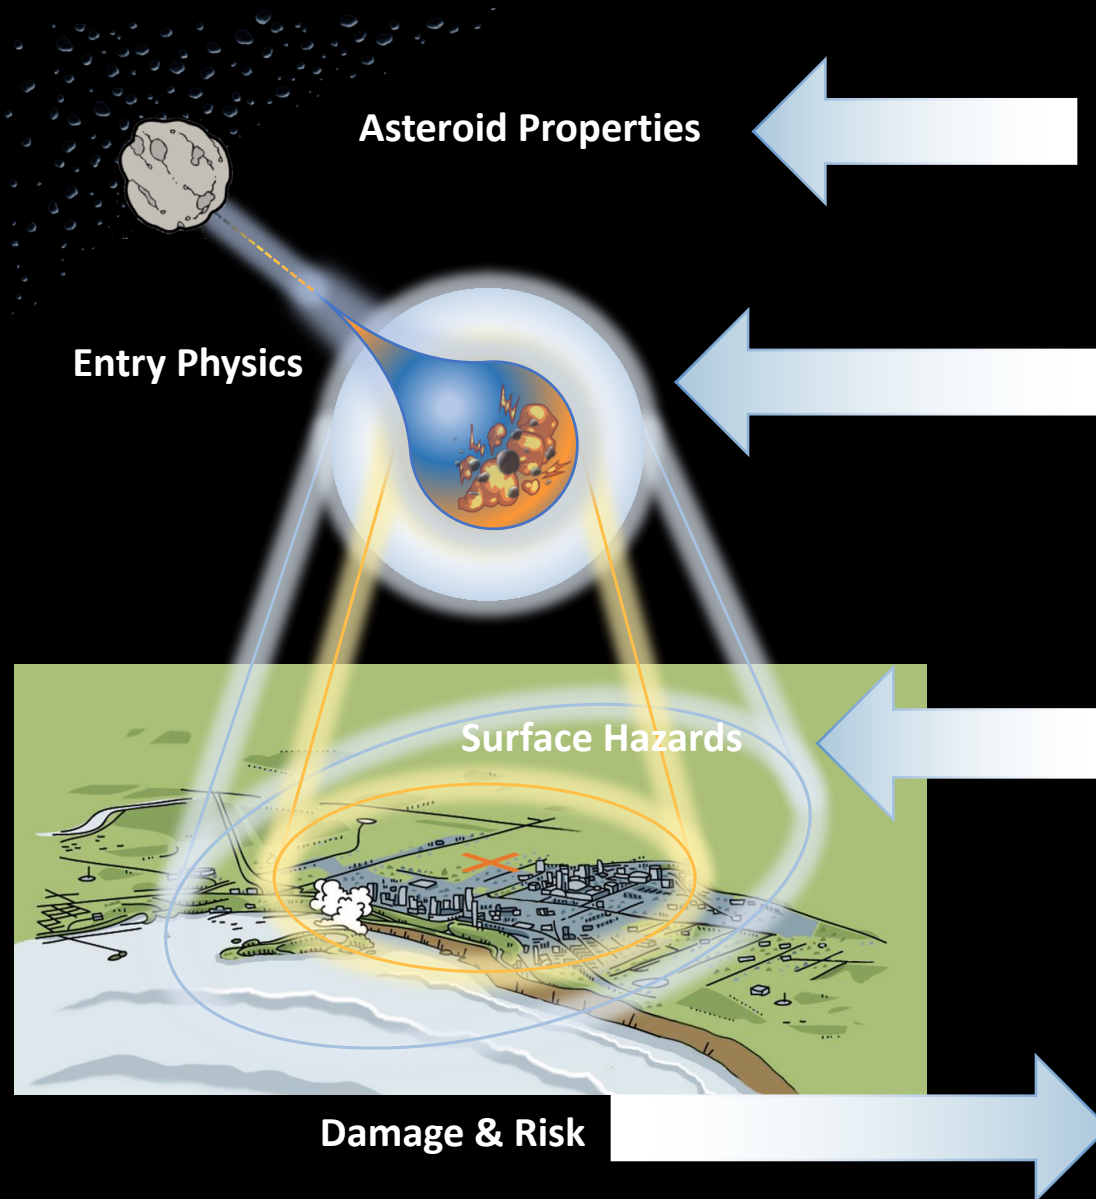 Asteroid Properties
Entry Physics
Surface Hazards
Damage & Risk